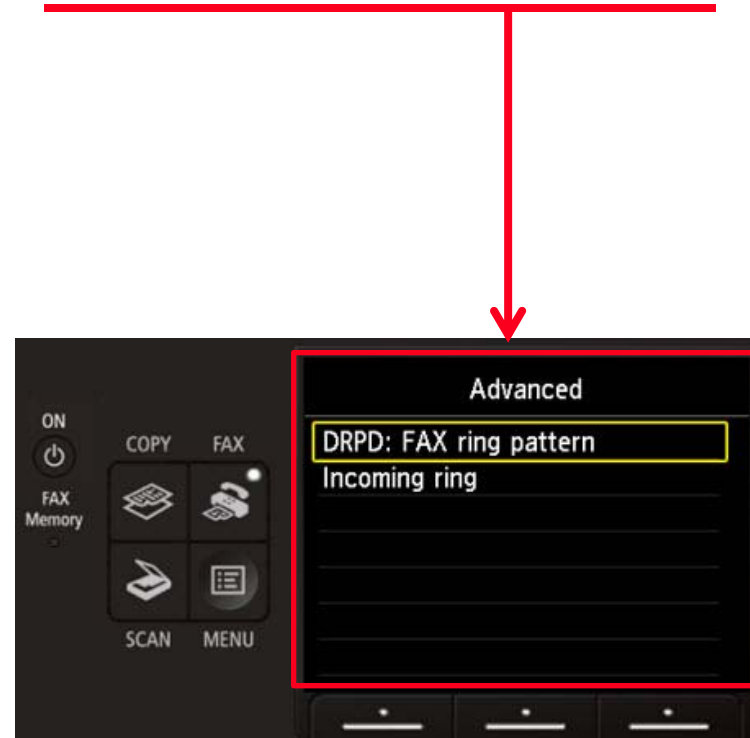 Advanced
ON
COPY FAX
DRPD: FAX ring pattern
Incoming ring
FAX
Memory
SCAN MENU